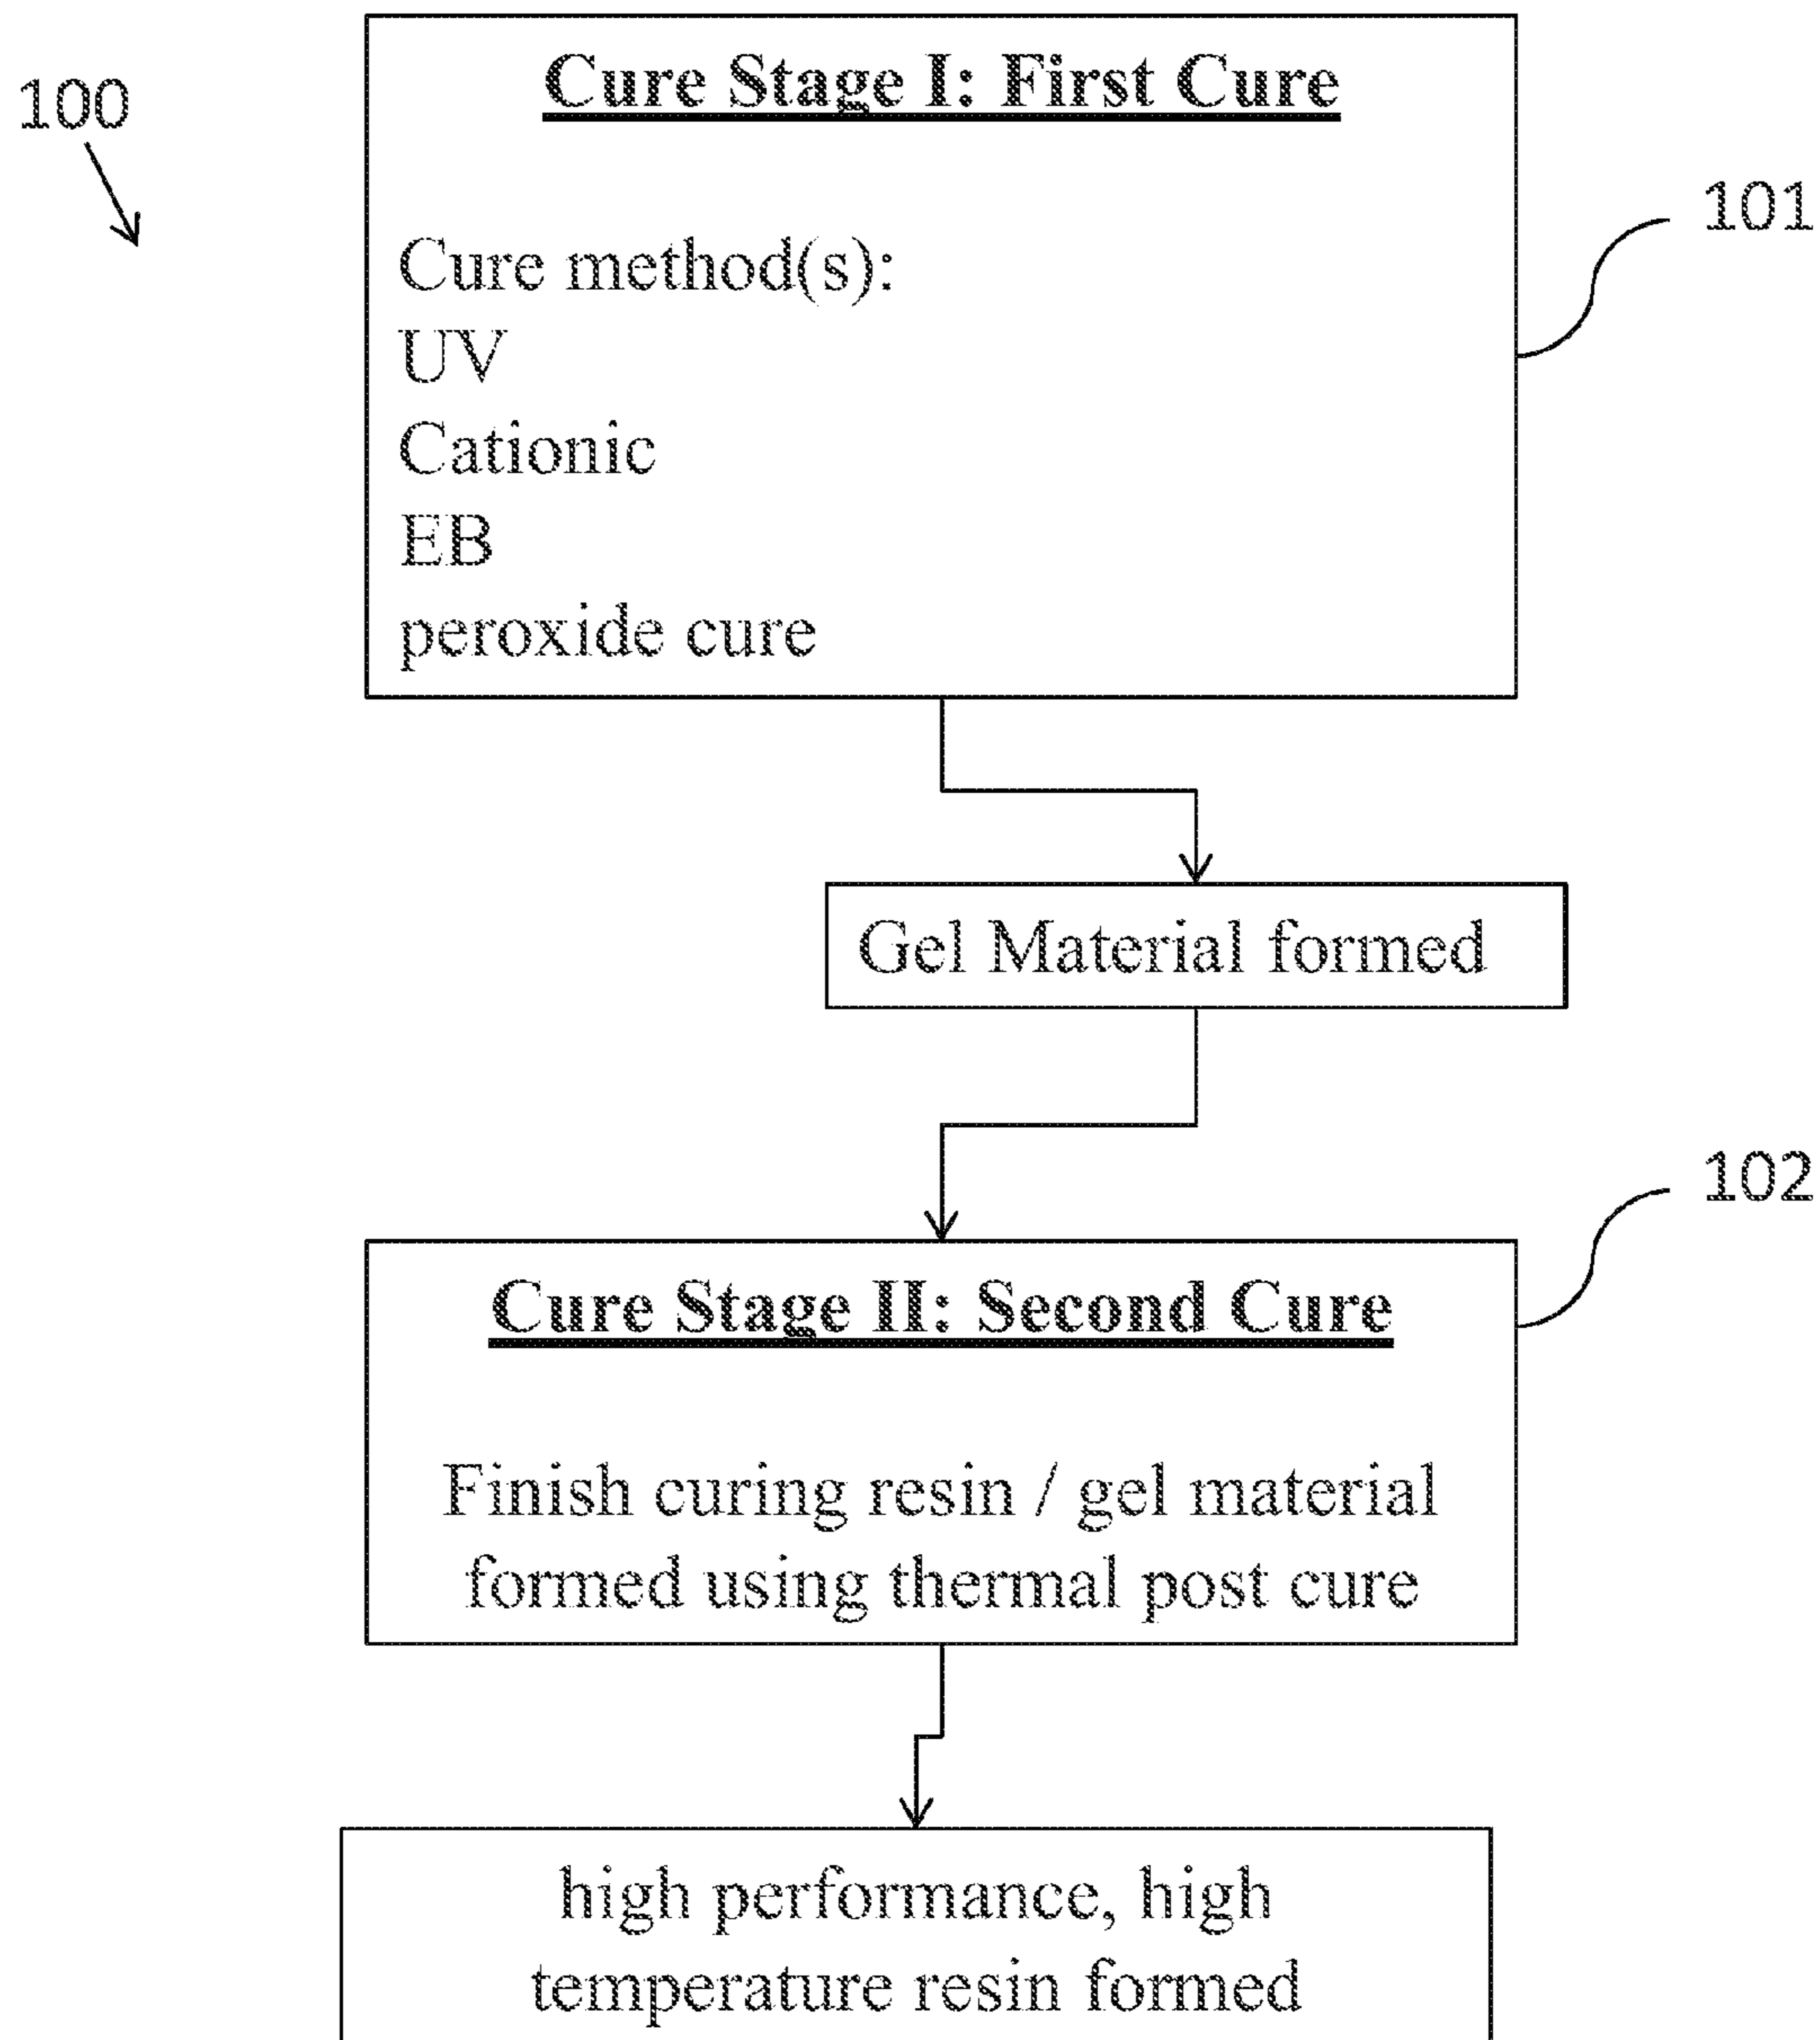 100
Cure Stage I: First Cure
101
Cure method(s):
UV
Cationic
EB
peroxide cure
Gel Material formed
102
Cure Stage II: Second Cure
Finish curing resin / gel material
formed using thermal post cure
high performance, high
temperature resin formed